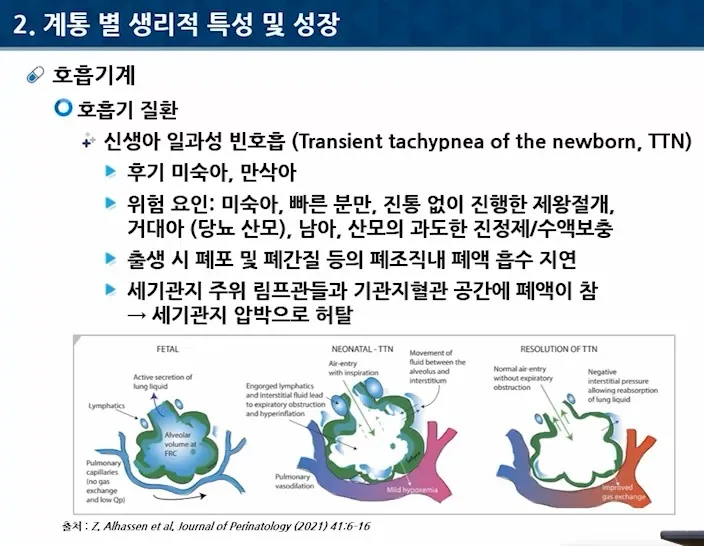 2. 계통 별 생리적 특성 및 성장
호흡기계
호흡기 질환
신생아 일과성 빈호흡 (Transient tachypnea of the newborn, TTN)
후기 미숙아, 만삭아
위험 요인: 미숙아, 빠른 분만, 진통 없이 진행한 제왕절개,
거대아 (당뇨 산모), 남아, 산모의 과도한 진정제/수액보충
출생 시 폐포 및 폐간질 등의 폐조직내 폐액 흡수 지연
세기관지 주위 림프관들과 기관지혈관 공간에 폐액이 참
→ 세기관지 압박으로 허탈
FETAL
Active secretion of
lung liquid
Lymphatics
Alveolar
volume at
FRC
Pulmonary
capillaries
(no gas
exchange
and low Qp)
NEONATAL - TTN
Air-entry
with inspiration
Movement of
fluid between the
alveolus and
interstitium
Engorged lymphatics
and interstitial fluid lead
to expiratory obstruction
and hyperinflation
Pulmonary
vasodilation
Mild hypoxemia
RESOLUTION OF TTN
Normal air-entry
without expiratory
obstruction
Negative
interstitial pressure
allowing reabsorption
of lung liquid
Improved
gas exchange
출처 : Z, Alhassen et al, Journal of Perinatology (2021) 41:6-16